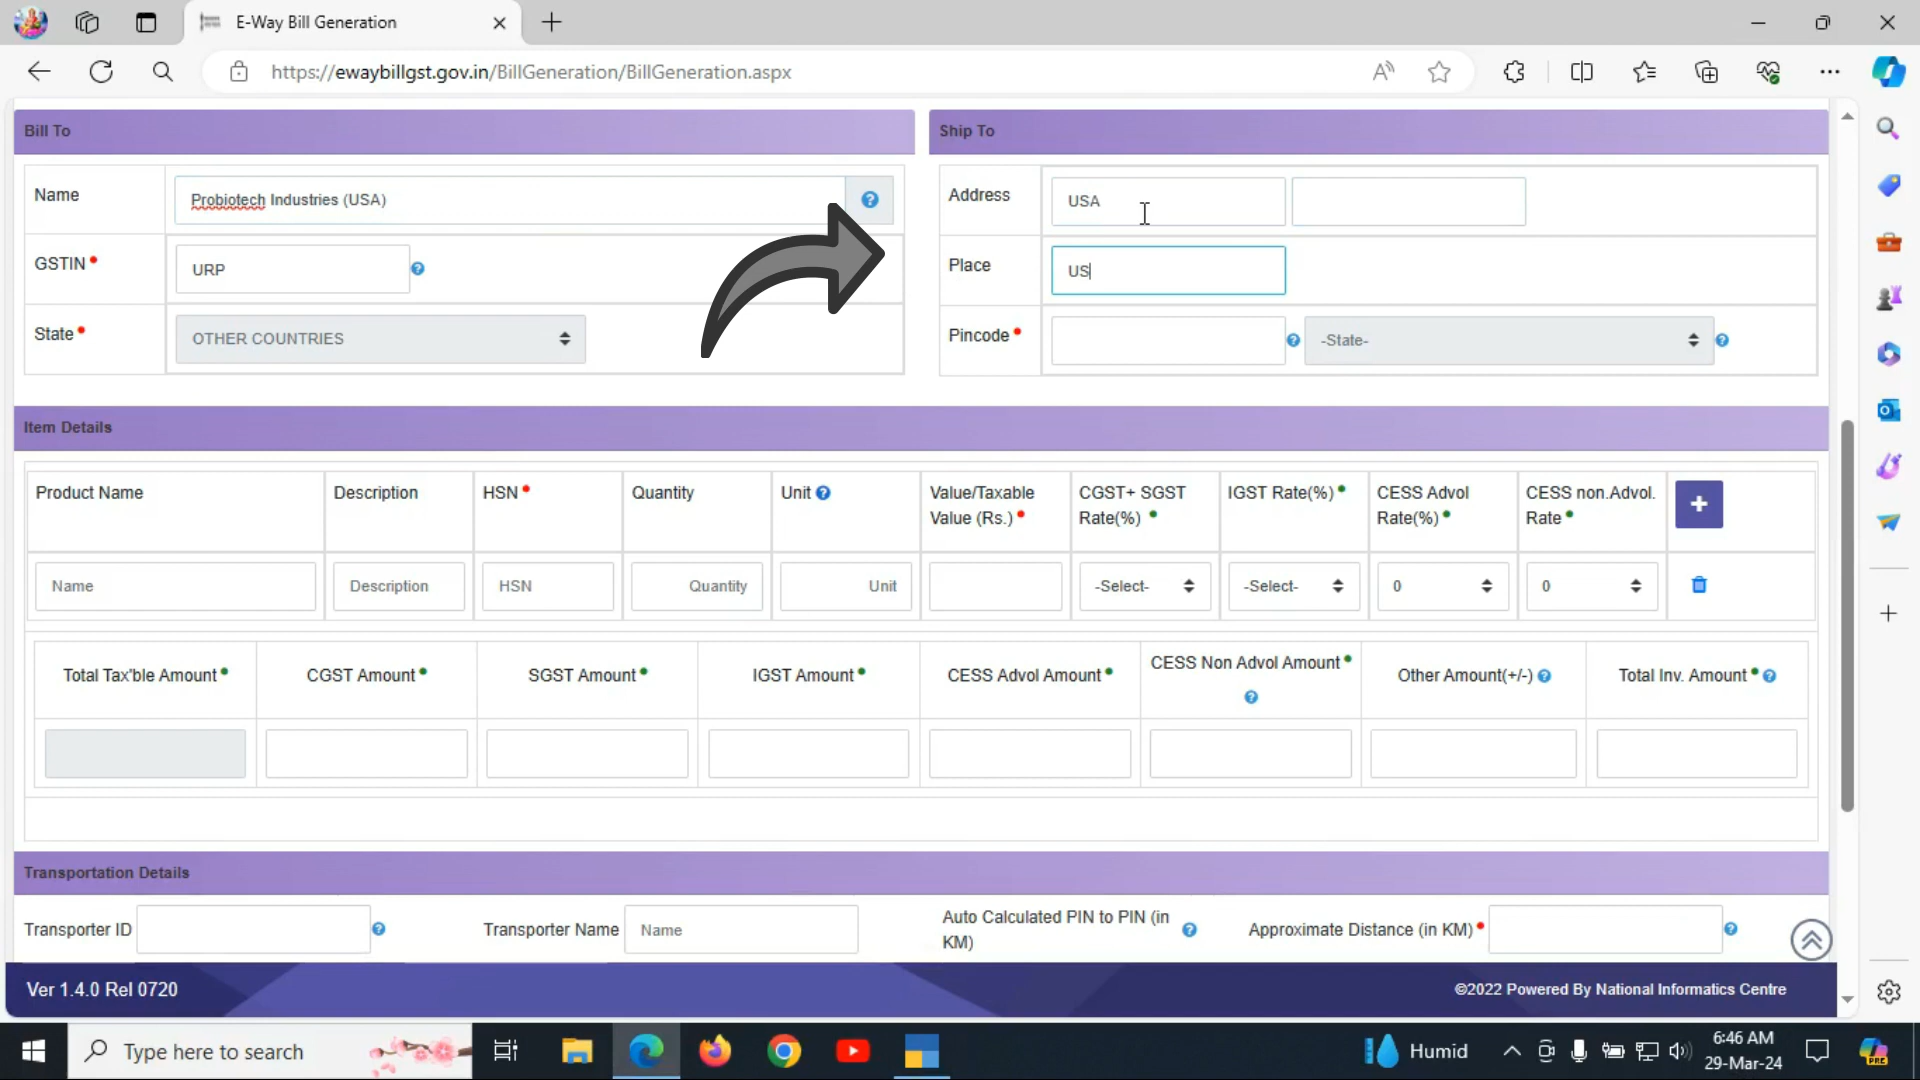 E-Way Bill Generation
https://ewaybillgst.gov.in/BillGeneration/BillGeneration.aspx
Bill To
Ship To
Name
Probiotech Industries (USA)
GSTIN
URP
State
OTHER COUNTRIES
Address
USA
Place
US
Pincode
-State-
Item Details
Product Name
Description
HSN
Quantity
Unit
Value/Taxable
Value (Rs.)
CGST+ SGST
Rate(%)
IGST Rate(%)
CESS Advol
Rate(%)
CESS non.Advol.
Rate
Name
Description
HSN
Quantity
Unit
-Select-
-Select-
0
0
Total Tax'ble Amount
CGST Amount
SGST Amount
IGST Amount
CESS Advol Amount
CESS Non Advol Amount
Other Amount(+/-)
Total Inv. Amount
Transportation Details
Transporter ID
Transporter Name
Name
Auto Calculated PIN to PIN (in
KM)
Approximate Distance (in KM)
Ver 1.4.0 Rel 0720
©2022 Powered By National Informatics Centre
Type here to search
Humid
6:46 AM
29-Mar-24
PRE